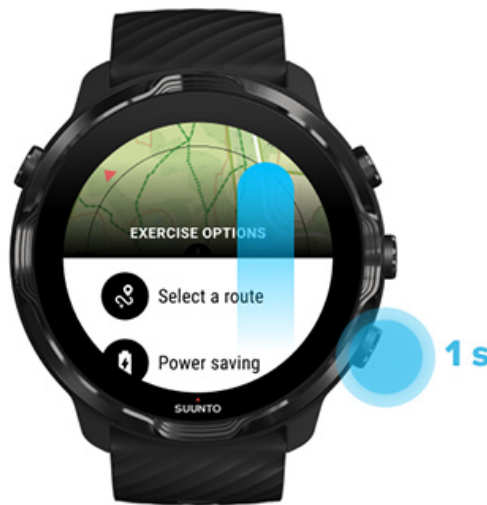 EXERCISE OPTIONS
Select a route
Power saving
SUUNTO
1 s